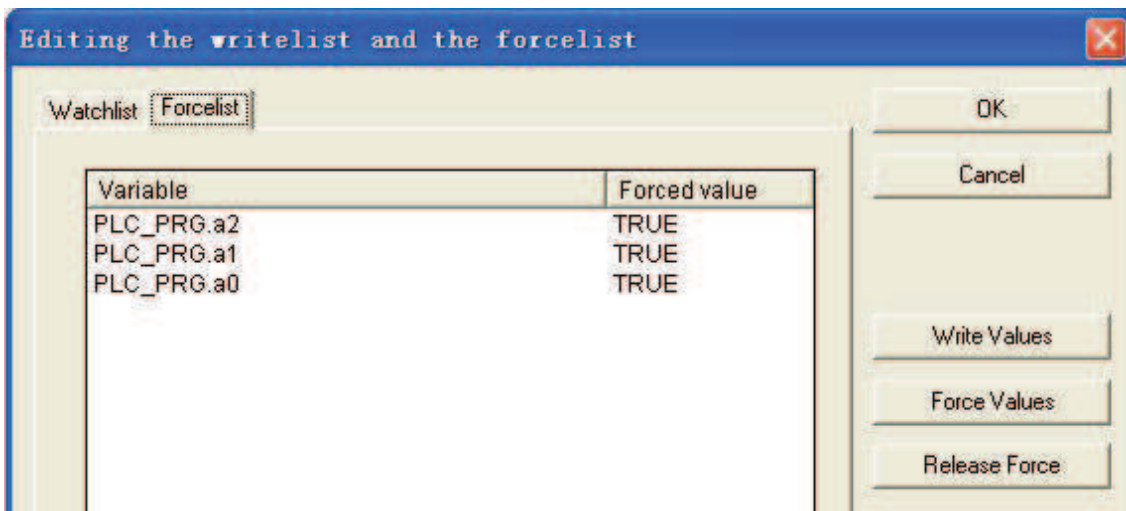 Editing the writelist and the forcelist
Watchlist Forcelist
OK
Cancel
Variable Forced value
PLC_PRG.a2 TRUE
PLC_PRG.a1 TRUE
PLC_PRG.a0 TRUE
Write Values
Force Values
Release Force